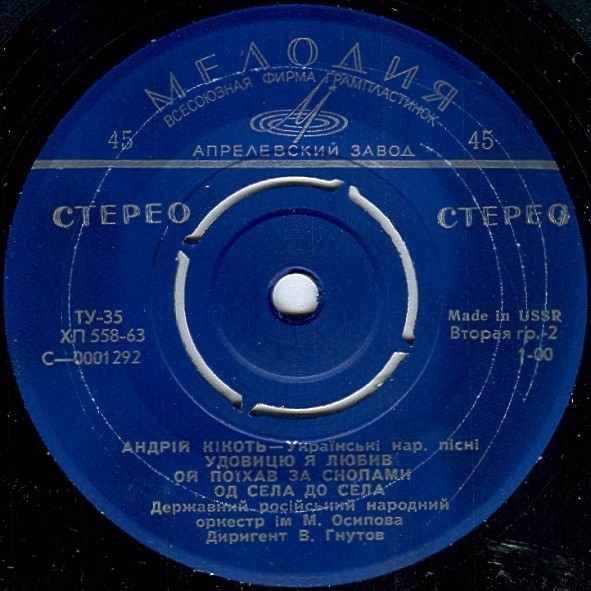 МЕЛОДИЯ
ВСЕСОЮЗНАЯ ФИРМА ГРАМПЛАСТИНОК
45 45
АПРЕЛЕВСКИЙ ЗАВОД
СТЕРЕО СТЕРЕО
ТУ-35
ХП 558-63
С—0001292
Made in USSR
Вторая гр.-2
1-00
АНДРІЙ КІКОТЬ—Українські нар. пісні
УДОВИЦЮ Я ЛЮБИВ
ОЙ ПОЇХАВ ЗА СНОПАМИ
ОД СЕЛА ДО СЕЛА
Державний російський народний
оркестр ім М. Осипова
Диригент В. Гнутов